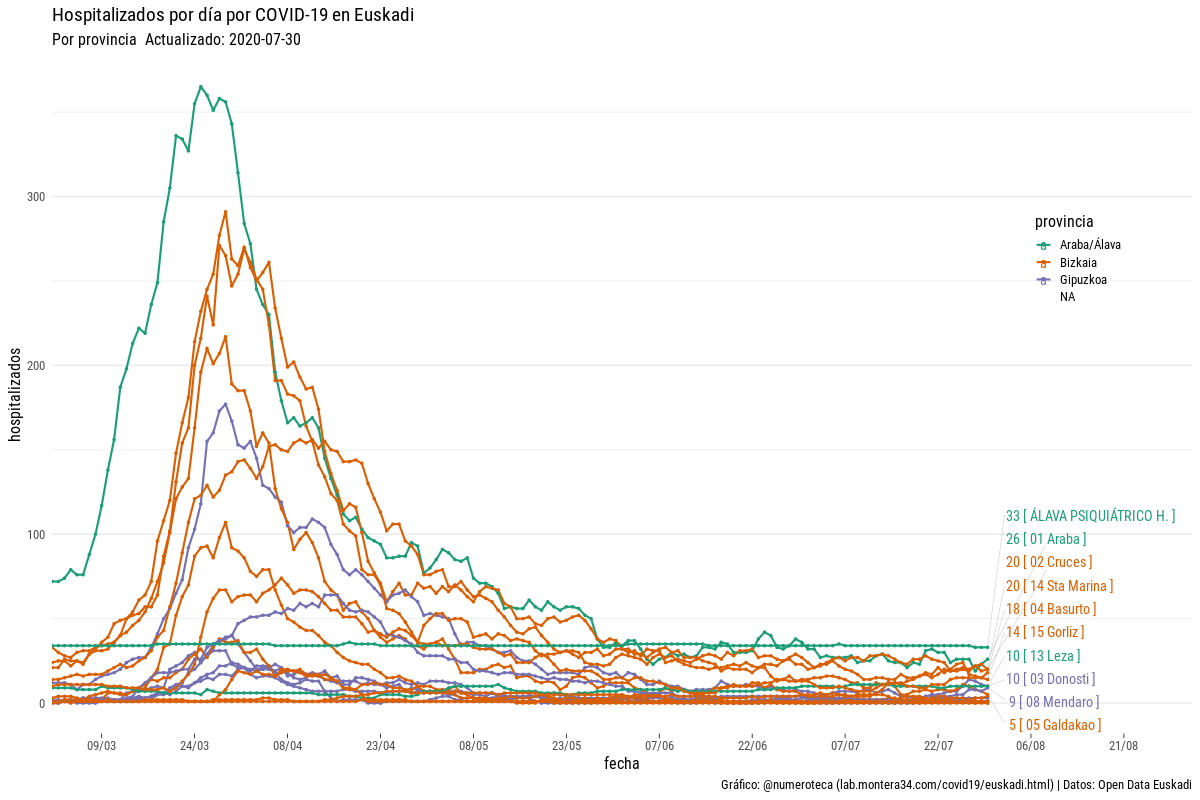 Hospitalizados por día por COVID-19 en Euskadi
Por provincia  Actualizado: 2020-07-30
hospitalizados
300
200
100
0
provincia
Araba/Álava
Bizkaia
Gipuzkoa
NA
33 [ ÁLAVA PSIQUIÁTRICO H. ]
26 [ 01 Araba ]
20 [ 02 Cruces ]
20 [ 14 Sta Marina ]
18 [ 04 Basurto ]
14 [ 15 Gorliz ]
10 [ 13 Leza ]
10 [ 03 Donosti ]
9 [ 08 Mendaro ]
5 [ 05 Galdakao ]
09/03 24/03 08/04 23/04 08/05 23/05 07/06 22/06 07/07 22/07 06/08 21/08
fecha
Gráfico: @numeroteca (lab.montera34.com/covid19/euskadi.html) | Datos: Open Data Euskadi